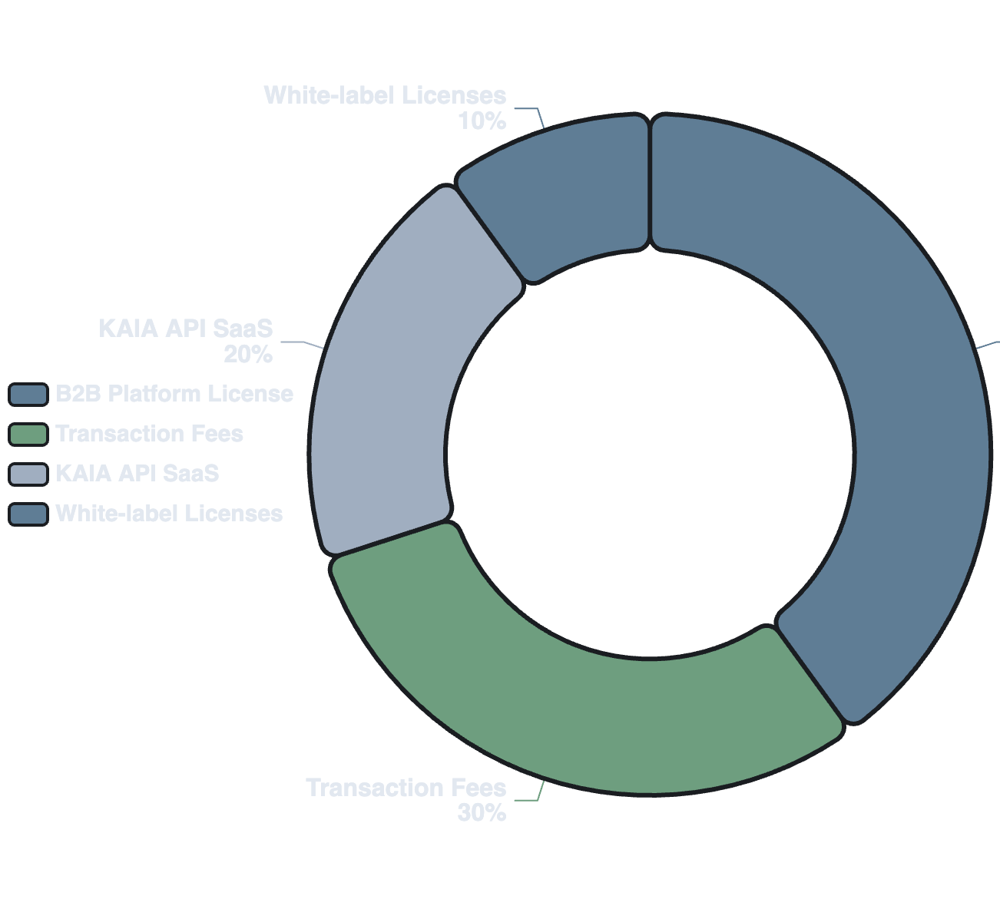 White-label Licenses
10%
KAIA API SaaS
20%
B2B Platform License
Transaction Fees
KAIA API SaaS
White-label Licenses
Transaction Fees
30%